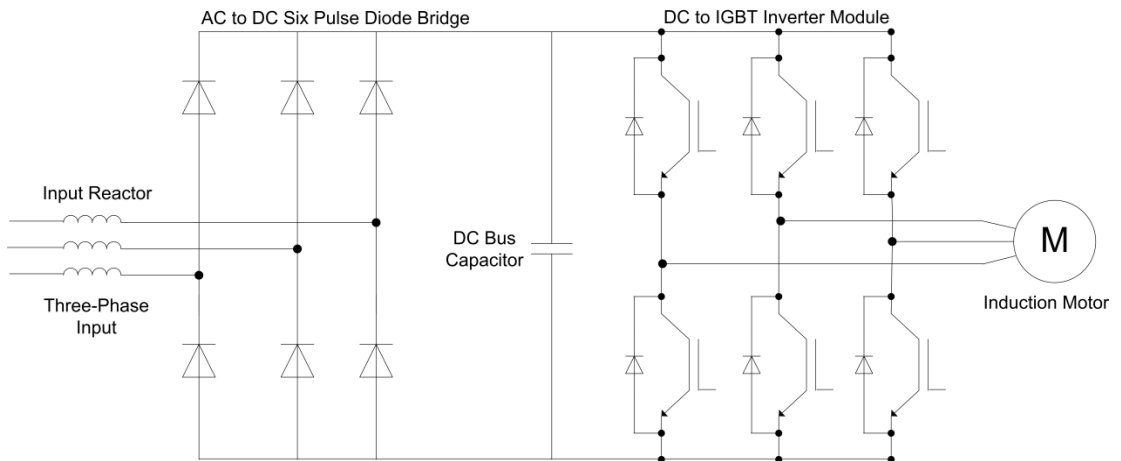 AC to DC Six Pulse Diode Bridge
DC to IGBT Inverter Module
Input Reactor
Three-Phase
Input
DC Bus
Capacitor
M
Induction Motor